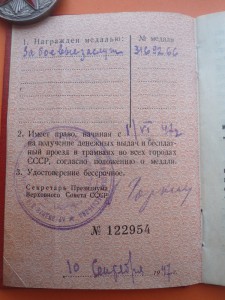 1. Награжден медалью: № медали
За боевые заслуги 3169266
2. Имеет право, начиная с 1/VI 47г
на получение денежных выдач и бесплат-
ный проезд в трамваях во всех городах
СССР, согласно положению о медали.
3. Удостоверение бессрочное.
Секретарь Президиума
Верховного Совета СССР
№ 122954
10 Сентября 1947.